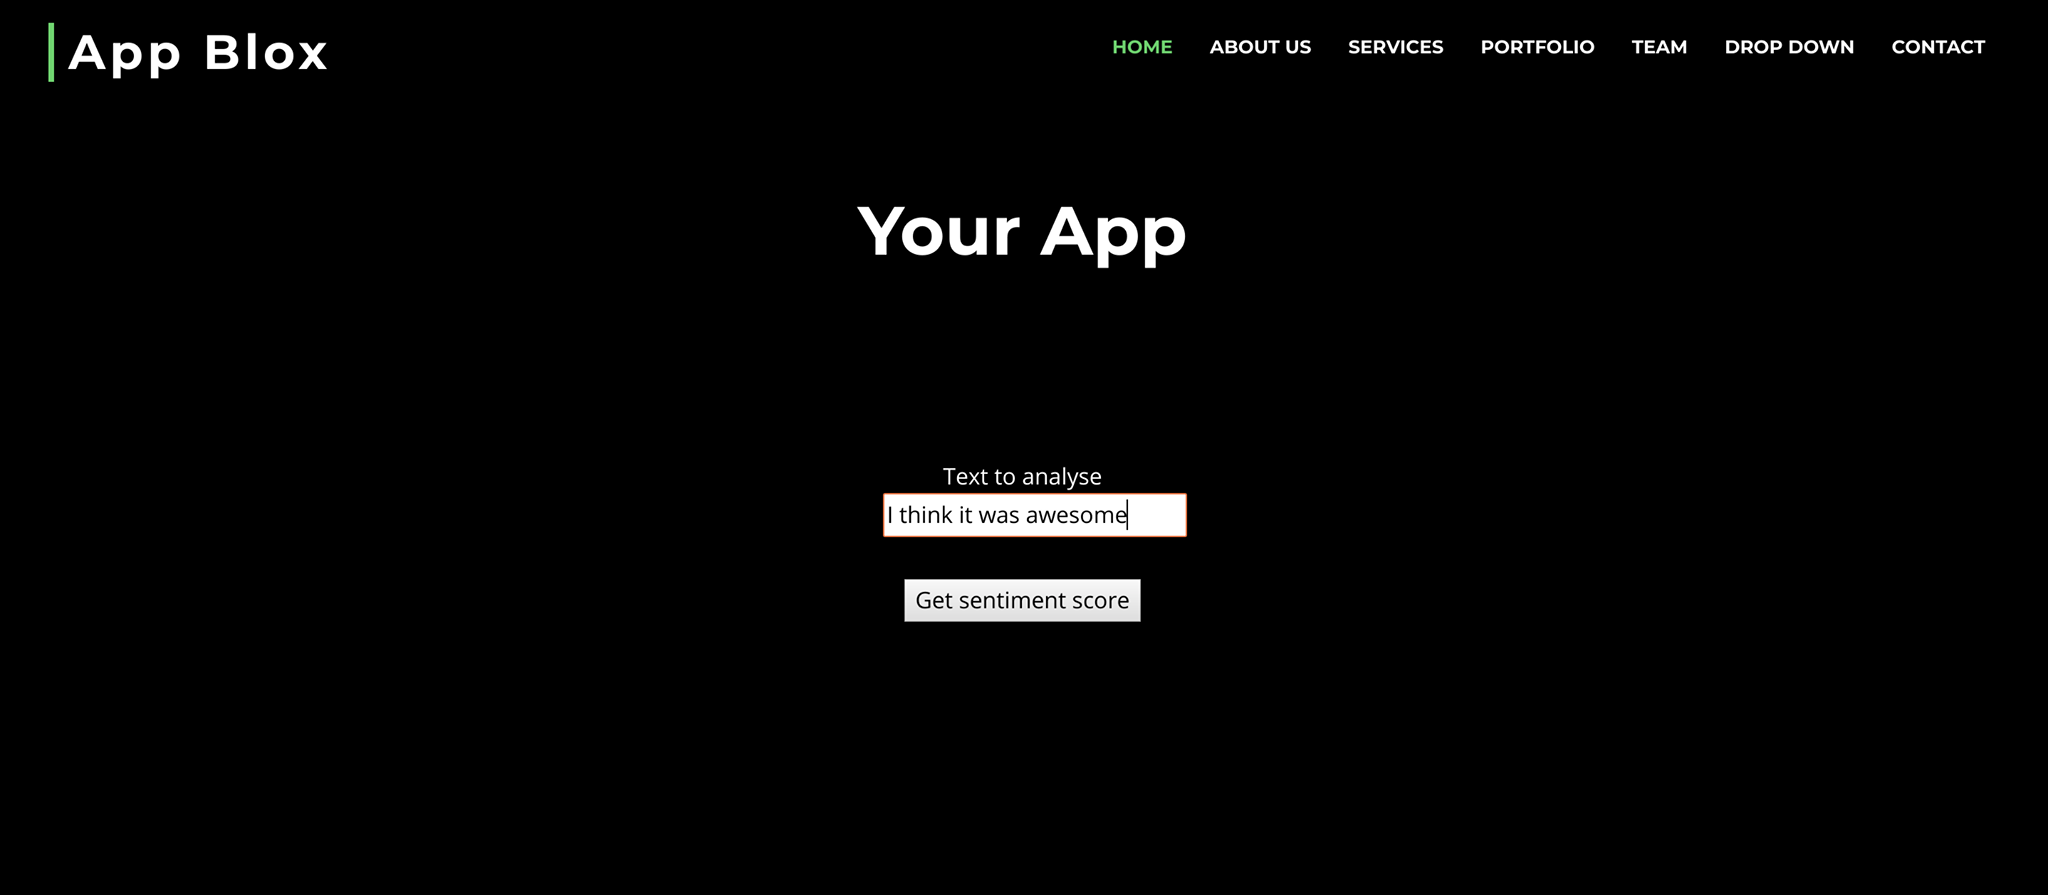 App Blox
HOME ABOUT US SERVICES PORTFOLIO TEAM DROP DOWN CONTACT
Your App
Text to analyse
I think it was awesome
Get sentiment score